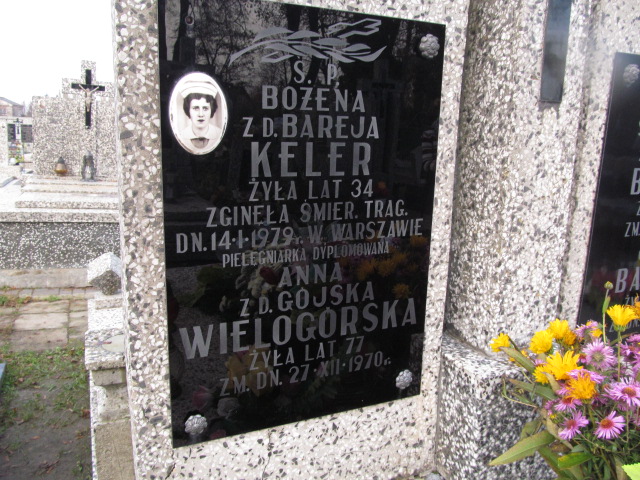 Ś. P.
BOŻENA
Z D. BAREJA
KELER
ŻYŁA LAT 34
ZGINĘŁA ŚMIER. TRAG.
DN. 14·I·1979 R. W. WARSZAWIE
PIELĘGNIARKA DYPLOMOWANA
ANNA
Z D. GÓJSKA
WIELOGÓRSKA
ŻYŁA LAT 77
ZM. DN. 27·XII·1970 R.